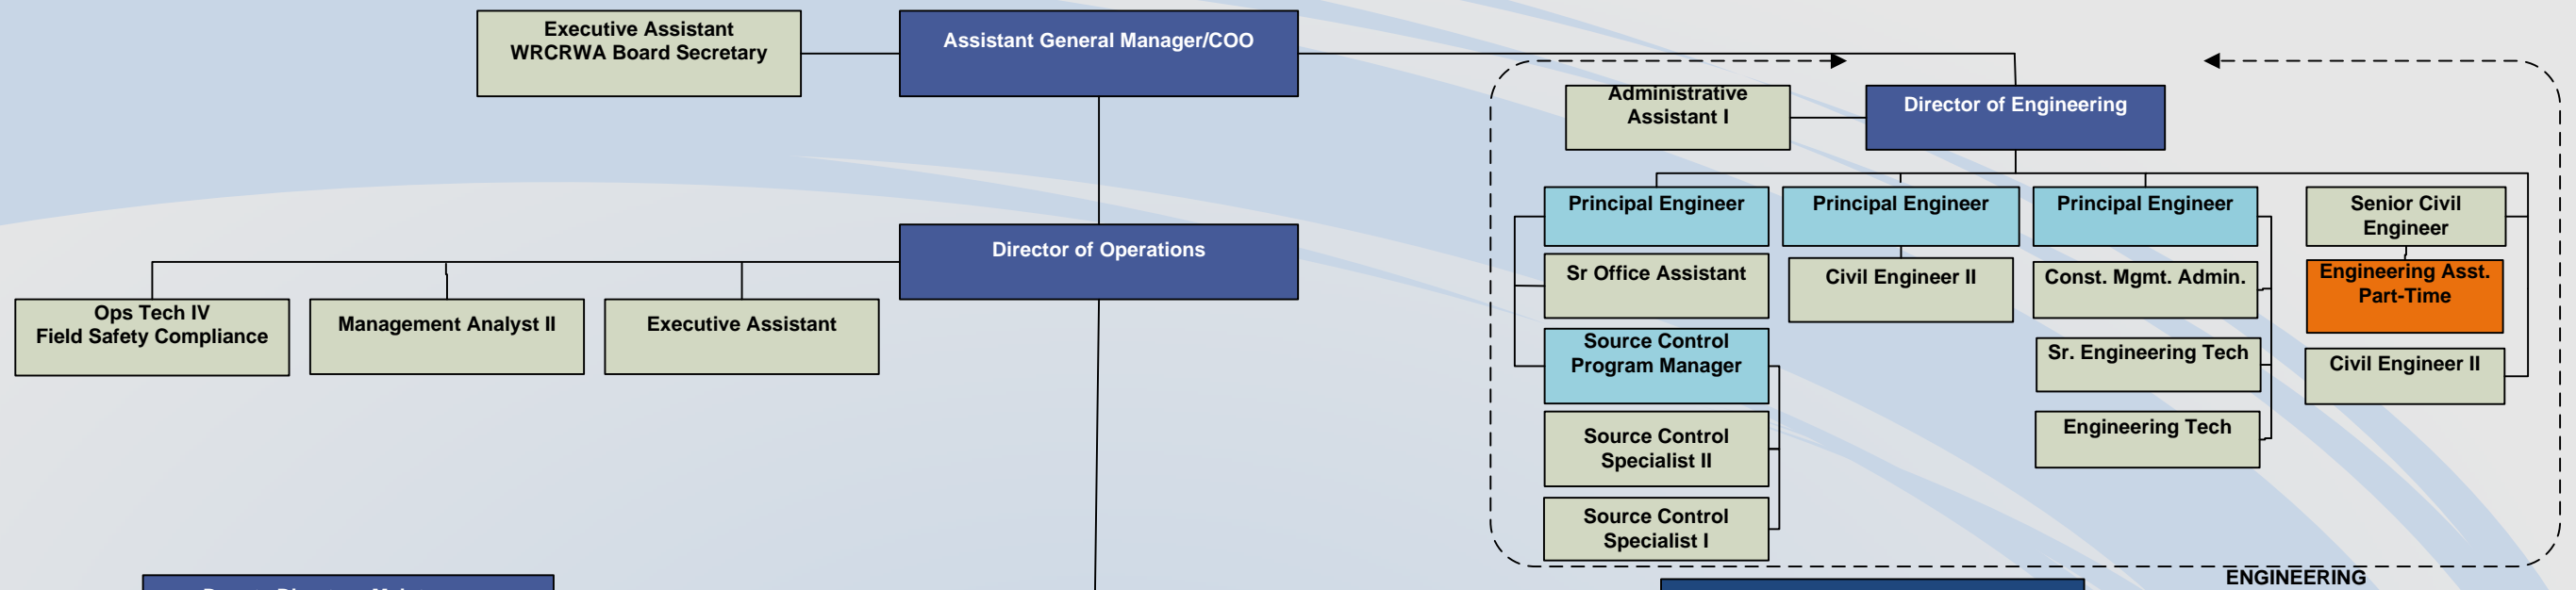 Executive Assistant
WRCRWA Board Secretary
Assistant General Manager/COO
Administrative
Assistant I
Director of Engineering
Director of Operations
Ops Tech IV
Field Safety Compliance
Management Analyst II
Executive Assistant
Principal Engineer
Sr Office Assistant
Source Control
Program Manager
Source Control
Specialist II
Source Control
Specialist I
Principal Engineer
Civil Engineer II
Principal Engineer
Const. Mgmt. Admin.
Sr. Engineering Tech
Engineering Tech
Senior Civil
Engineer
Engineering Asst.
Part-Time
Civil Engineer II
ENGINEERING